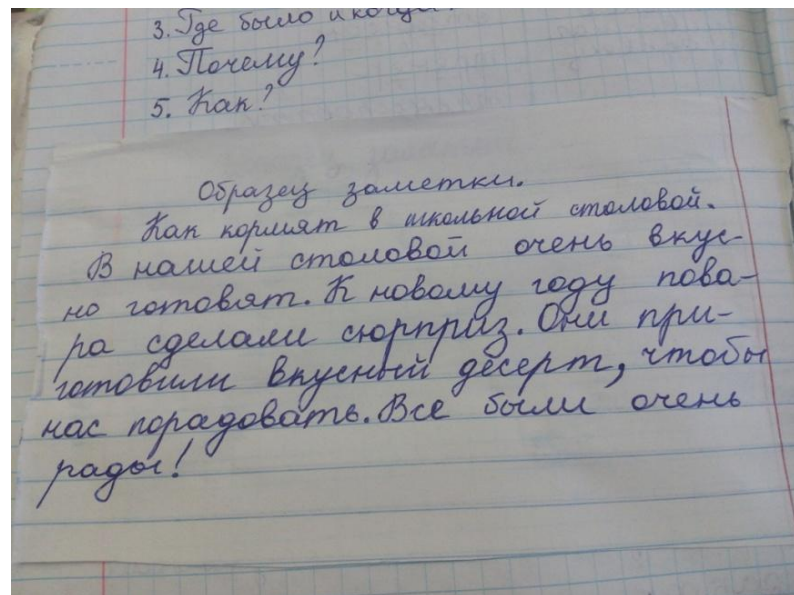 3. Где было и когда?
4. Почему?
5. Как?
Образец заметки.
Как кормят в школьной столовой.
В нашей столовой очень вкус-
но готовят. К новому году пова-
ра сделали сюрприз. Они при-
готовили вкусный десерт, чтобы
нас порадовать. Все были очень
рады!